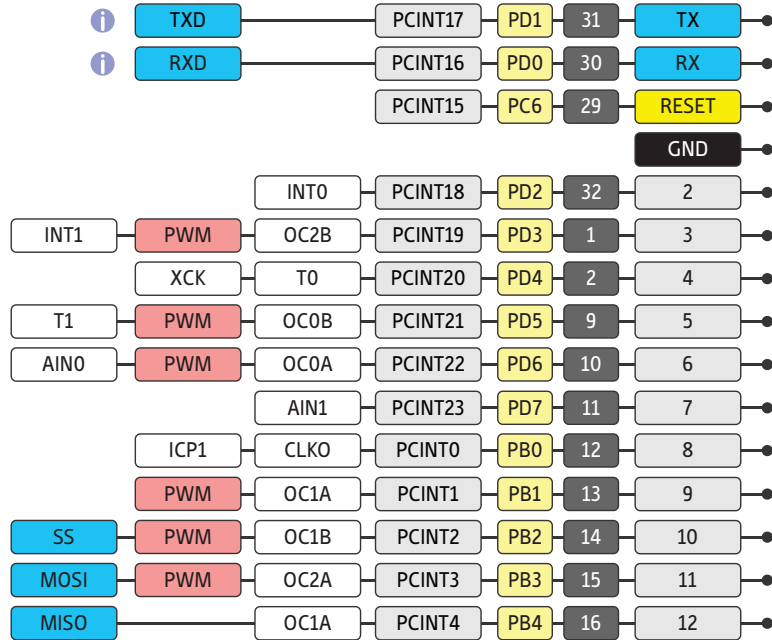 i TXD PCINT17 PD1 31 TX
i RXD PCINT16 PD0 30 RX
PCINT15 PC6 29 RESET
GND
INT0 PCINT18 PD2 32 2
INT1 PWM OC2B PCINT19 PD3 1 3
XCK T0 PCINT20 PD4 2 4
T1 PWM OC0B PCINT21 PD5 9 5
AIN0 PWM OC0A PCINT22 PD6 10 6
AIN1 PCINT23 PD7 11 7
ICP1 CLKO PCINT0 PB0 12 8
PWM OC1A PCINT1 PB1 13 9
SS PWM OC1B PCINT2 PB2 14 10
MOSI PWM OC2A PCINT3 PB3 15 11
MISO OC1A PCINT4 PB4 16 12